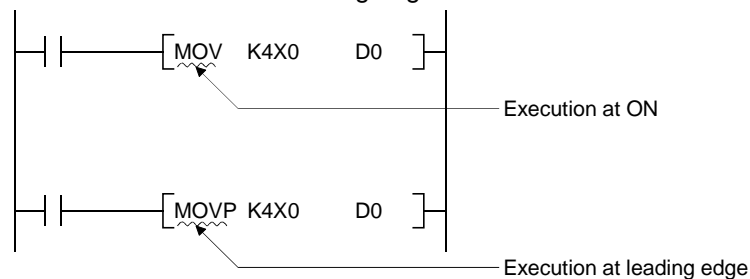 MOV K4X0 D0
Execution at ON
MOVP K4X0 D0
Execution at leading edge